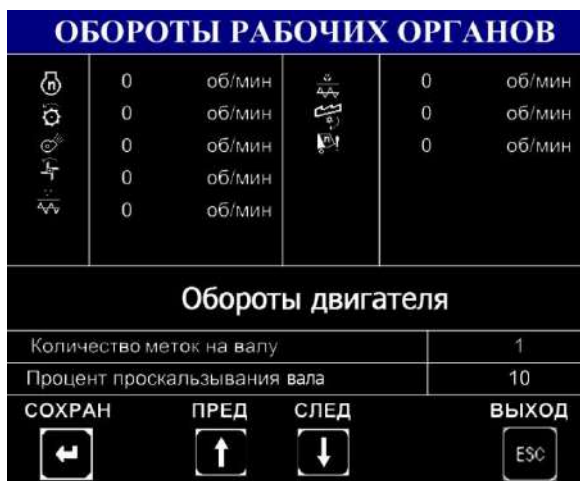 ОБОРОТЫ РАБОЧИХ ОРГАНОВ
0 об/мин 0 об/мин
0 об/мин 0 об/мин
0 об/мин 0 об/мин
0 об/мин
0 об/мин
Обороты двигателя
Количество меток на валу 1
Процент проскальзывания вала 10
СОХРАН ПРЕД СЛЕД ВЫХОД
ESC